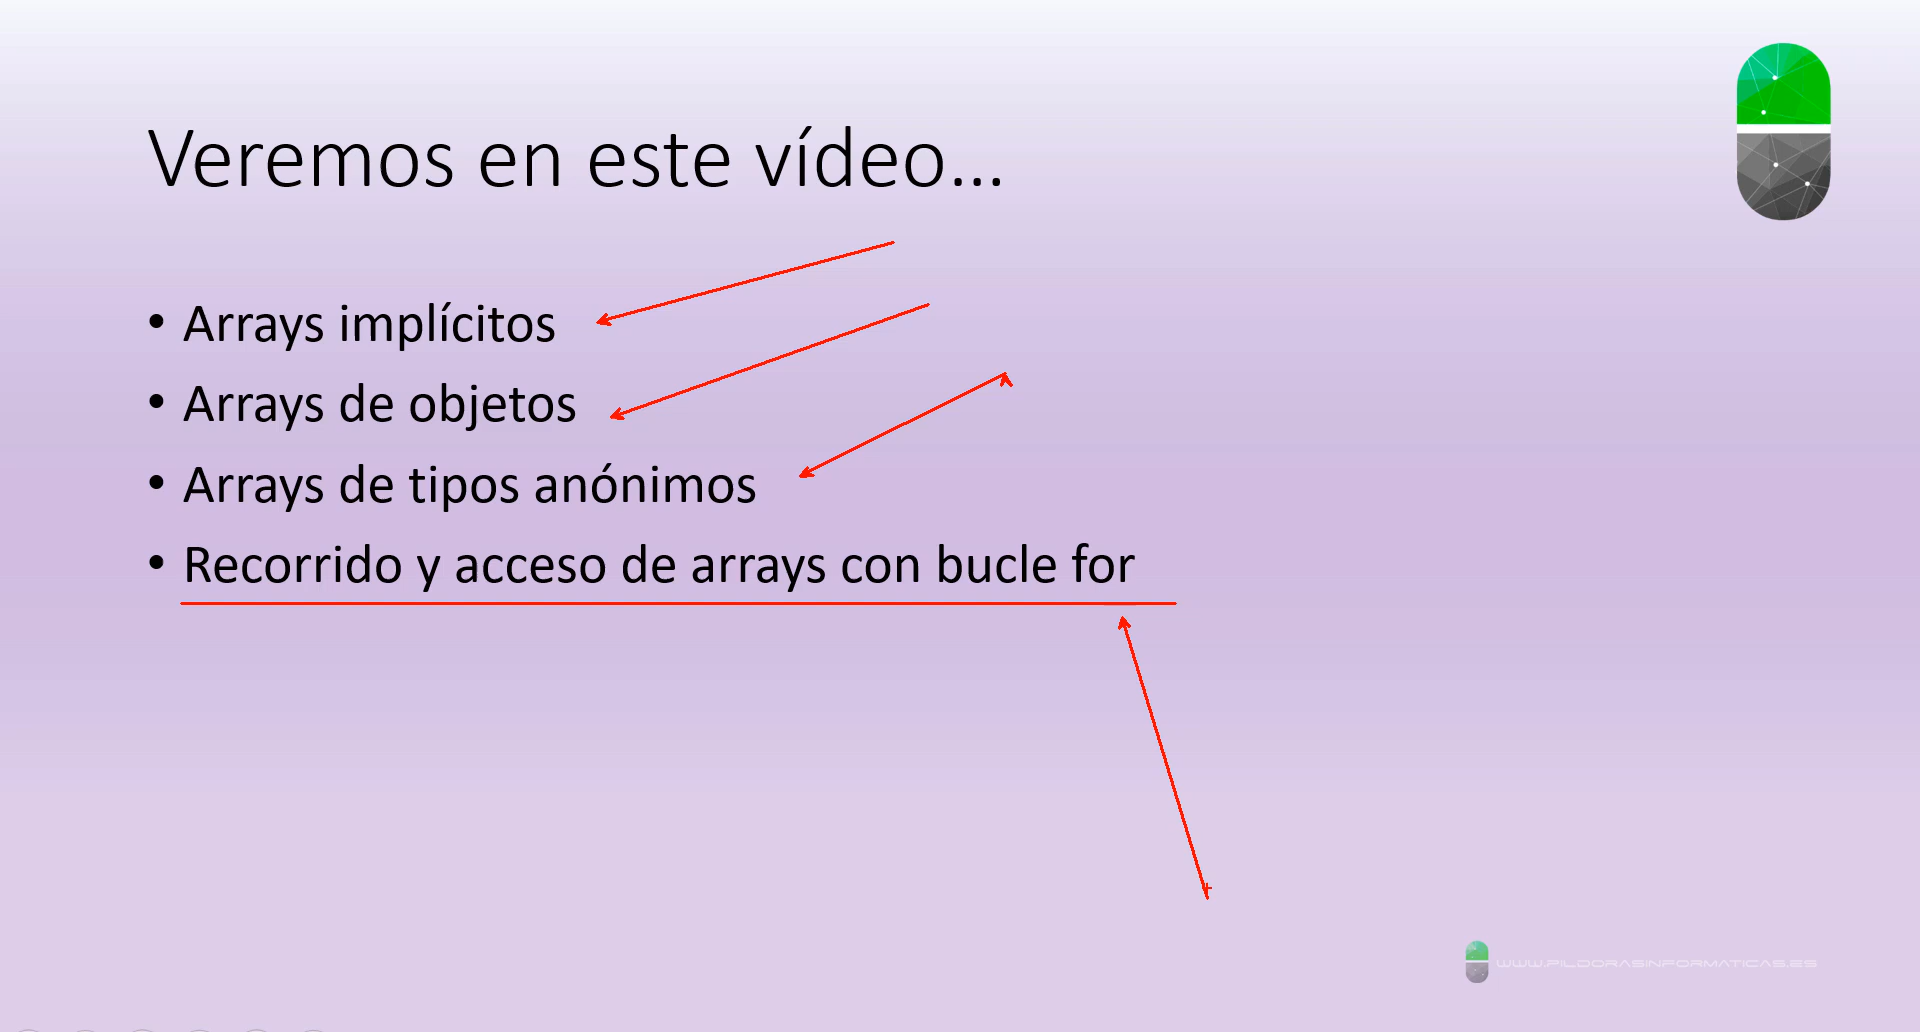 Veremos en este vídeo...
• Arrays implícitos
• Arrays de objetos
• Arrays de tipos anónimos
• Recorrido y acceso de arrays con bucle for
WWW.PILDORASINFORMATICAS.ES